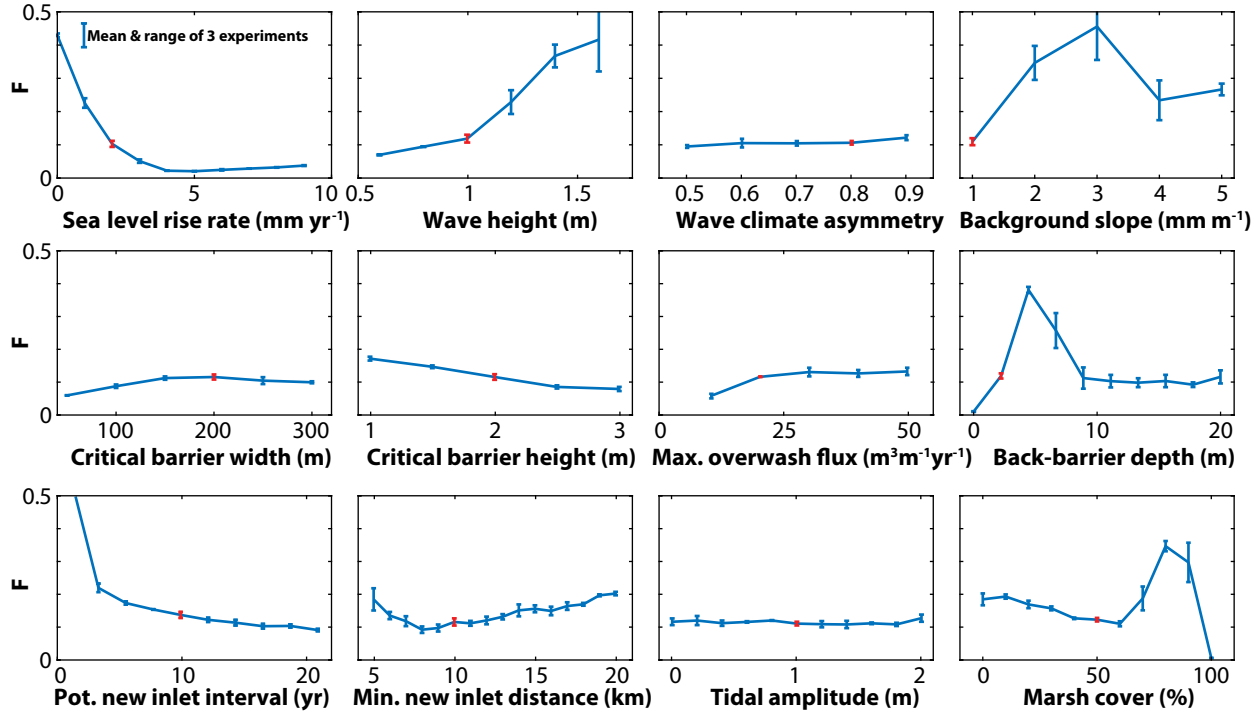 0.5
F
0
Mean & range of 3 experiments
0 5 10
Sea level rise rate (mm yr⁻¹)
0.5 1 1.5
Wave height (m)
0.5 0.6 0.7 0.8 0.9
Wave climate asymmetry
1 2 3 4 5
Background slope (mm m⁻¹)
0.5
F
0
100 200 300
Critical barrier width (m)
1 2 3
Critical barrier height (m)
0 25 50
Max. overwash flux (m³m⁻¹yr⁻¹)
0 10 20
Back-barrier depth (m)
0.5
F
0
0 10 20
Pot. new inlet interval (yr)
5 10 15 20
Min. new inlet distance (km)
0 1 2
Tidal amplitude (m)
0 50 100
Marsh cover (%)